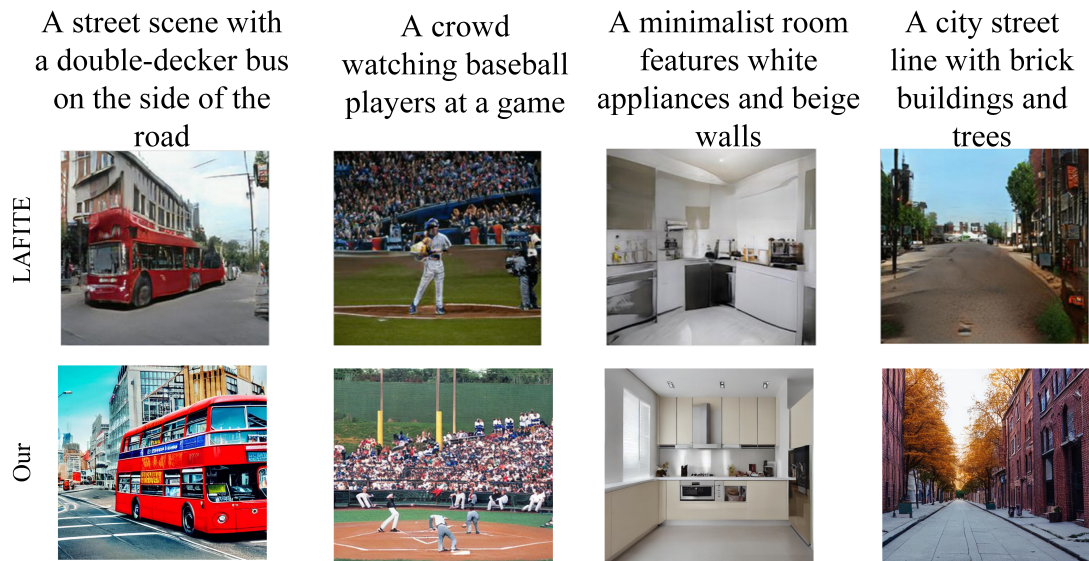 A street scene with
a double-decker bus
on the side of the
road
A crowd
watching baseball
players at a game
A minimalist room
features white
appliances and beige
walls
A city street
line with brick
buildings and
trees
LAFITE
Our